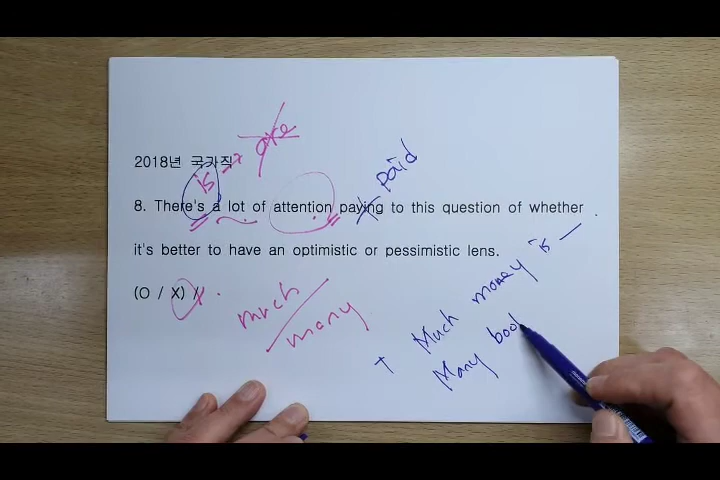 2018년 국가직
is → are
paid
8. There's a lot of attention paying to this question of whether
it's better to have an optimistic or pessimistic lens.
(O / X)
much
many
Much money is
Many boo